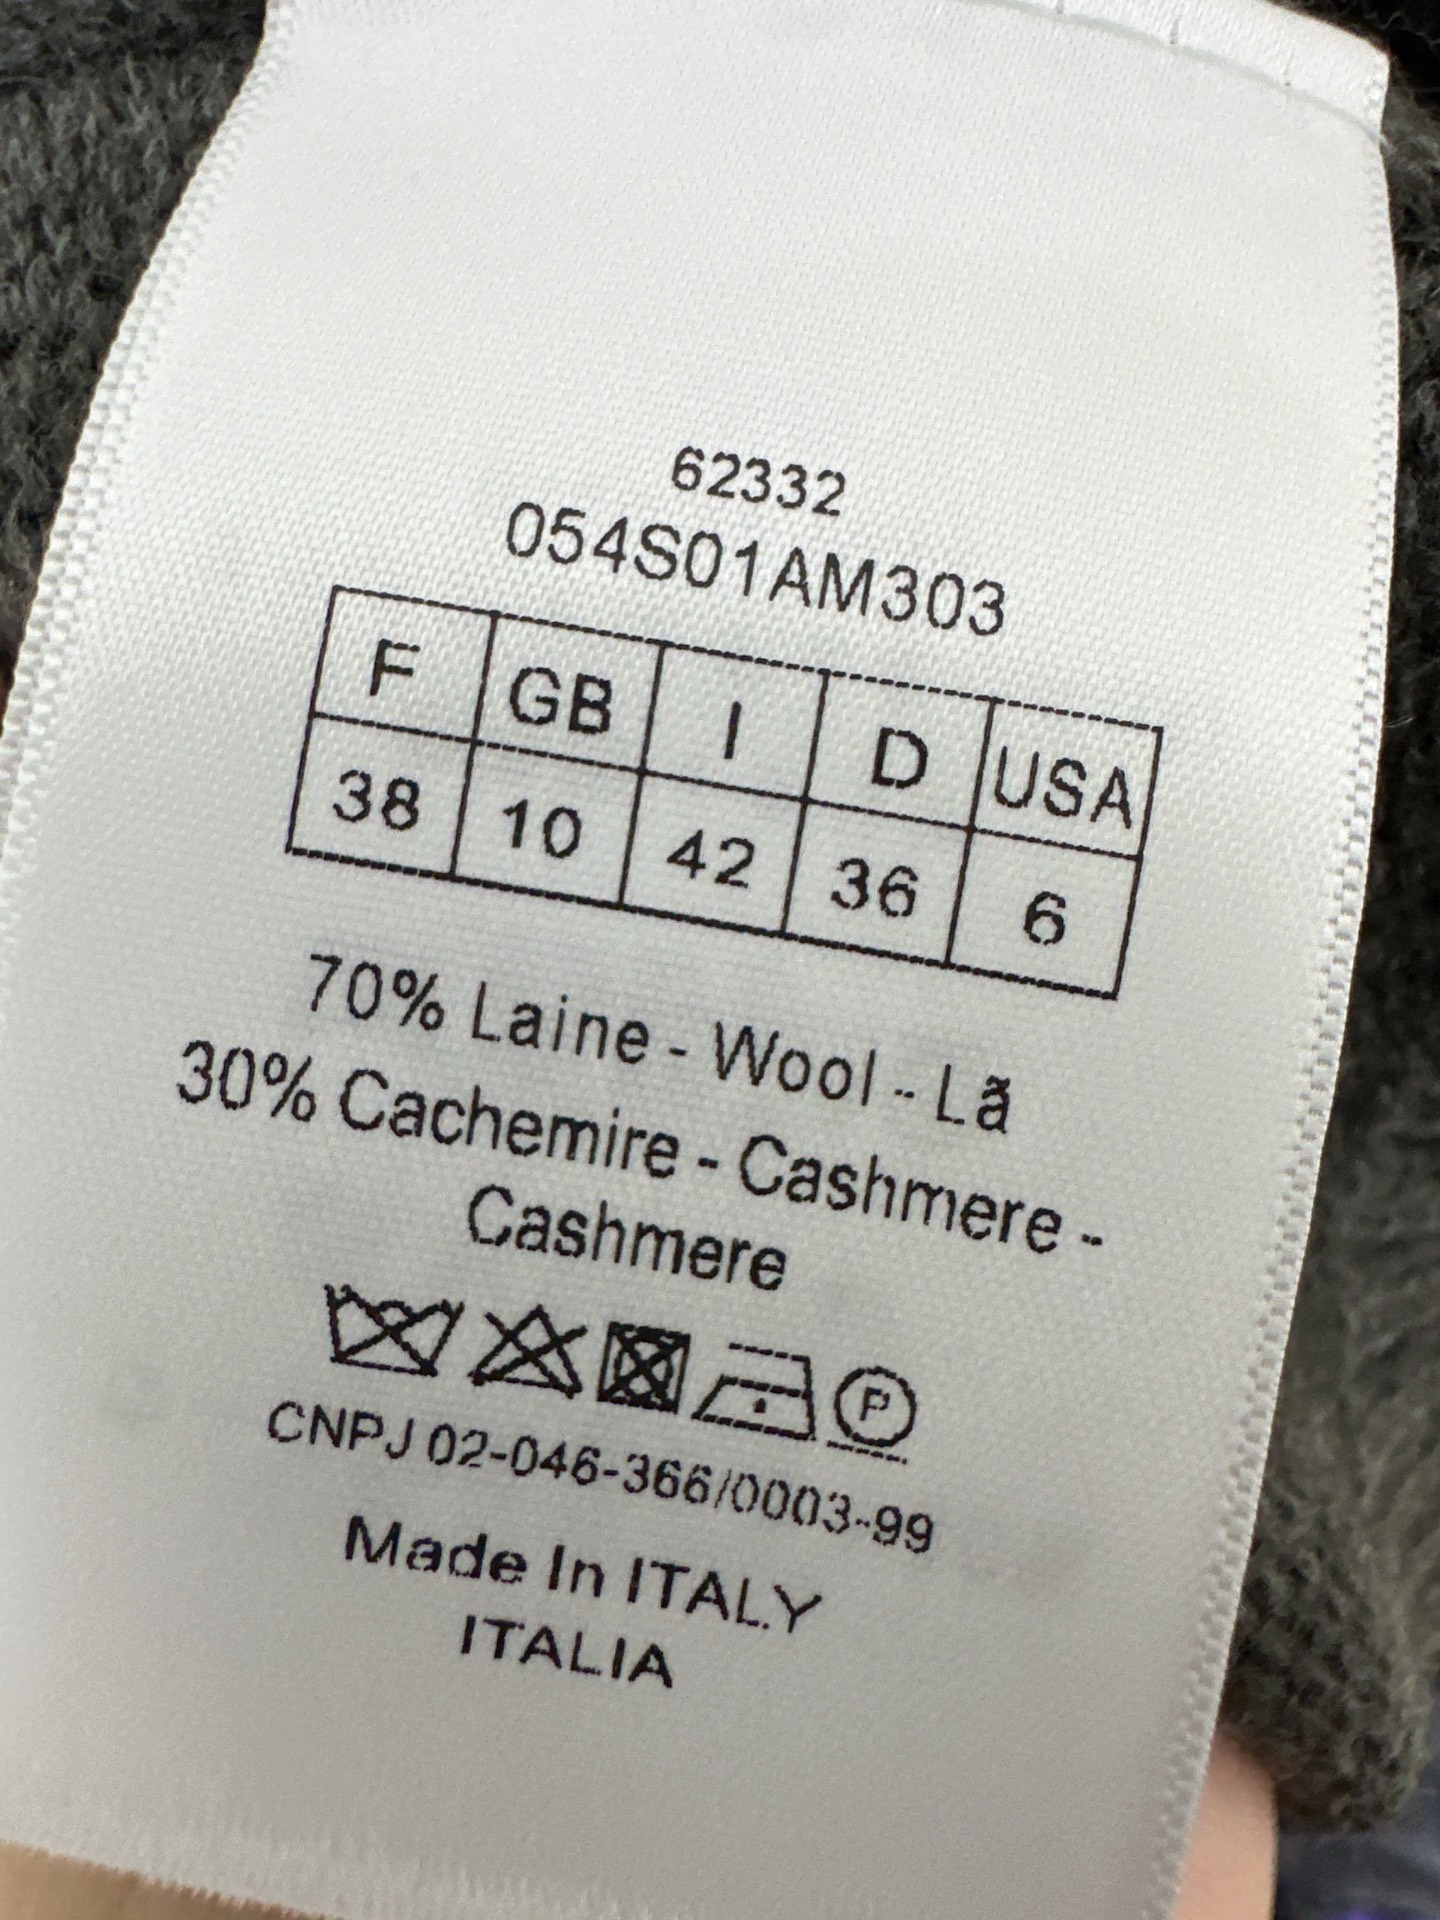 62332
054S01AM303
F GB I D USA
38 10 42 36 6
70% Laine - Wool - Lã
30% Cachemire - Cashmere -
Cashmere
P
CNPJ 02-046-366/0003-99
Made In ITALY
ITALIA